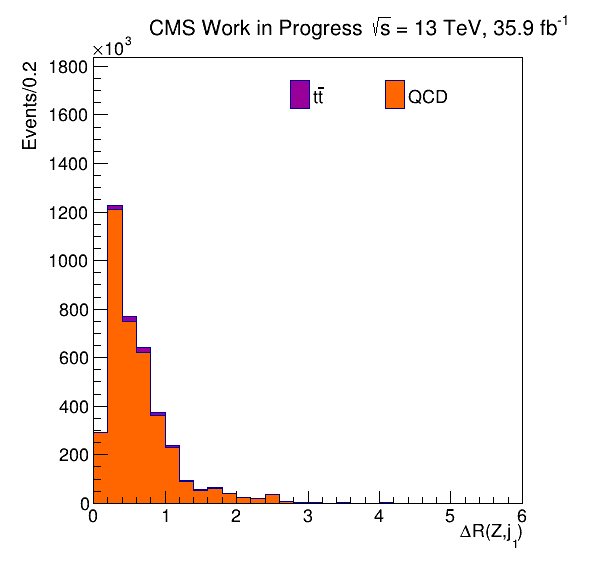 CMS Work in Progress √s = 13 TeV, 35.9 fb⁻¹
×10³
Events/0.2
1800
1600
1400
1200
1000
800
600
400
200
0
tt̄
QCD
0 1 2 3 4 5 6
ΔR(Z,j₁)